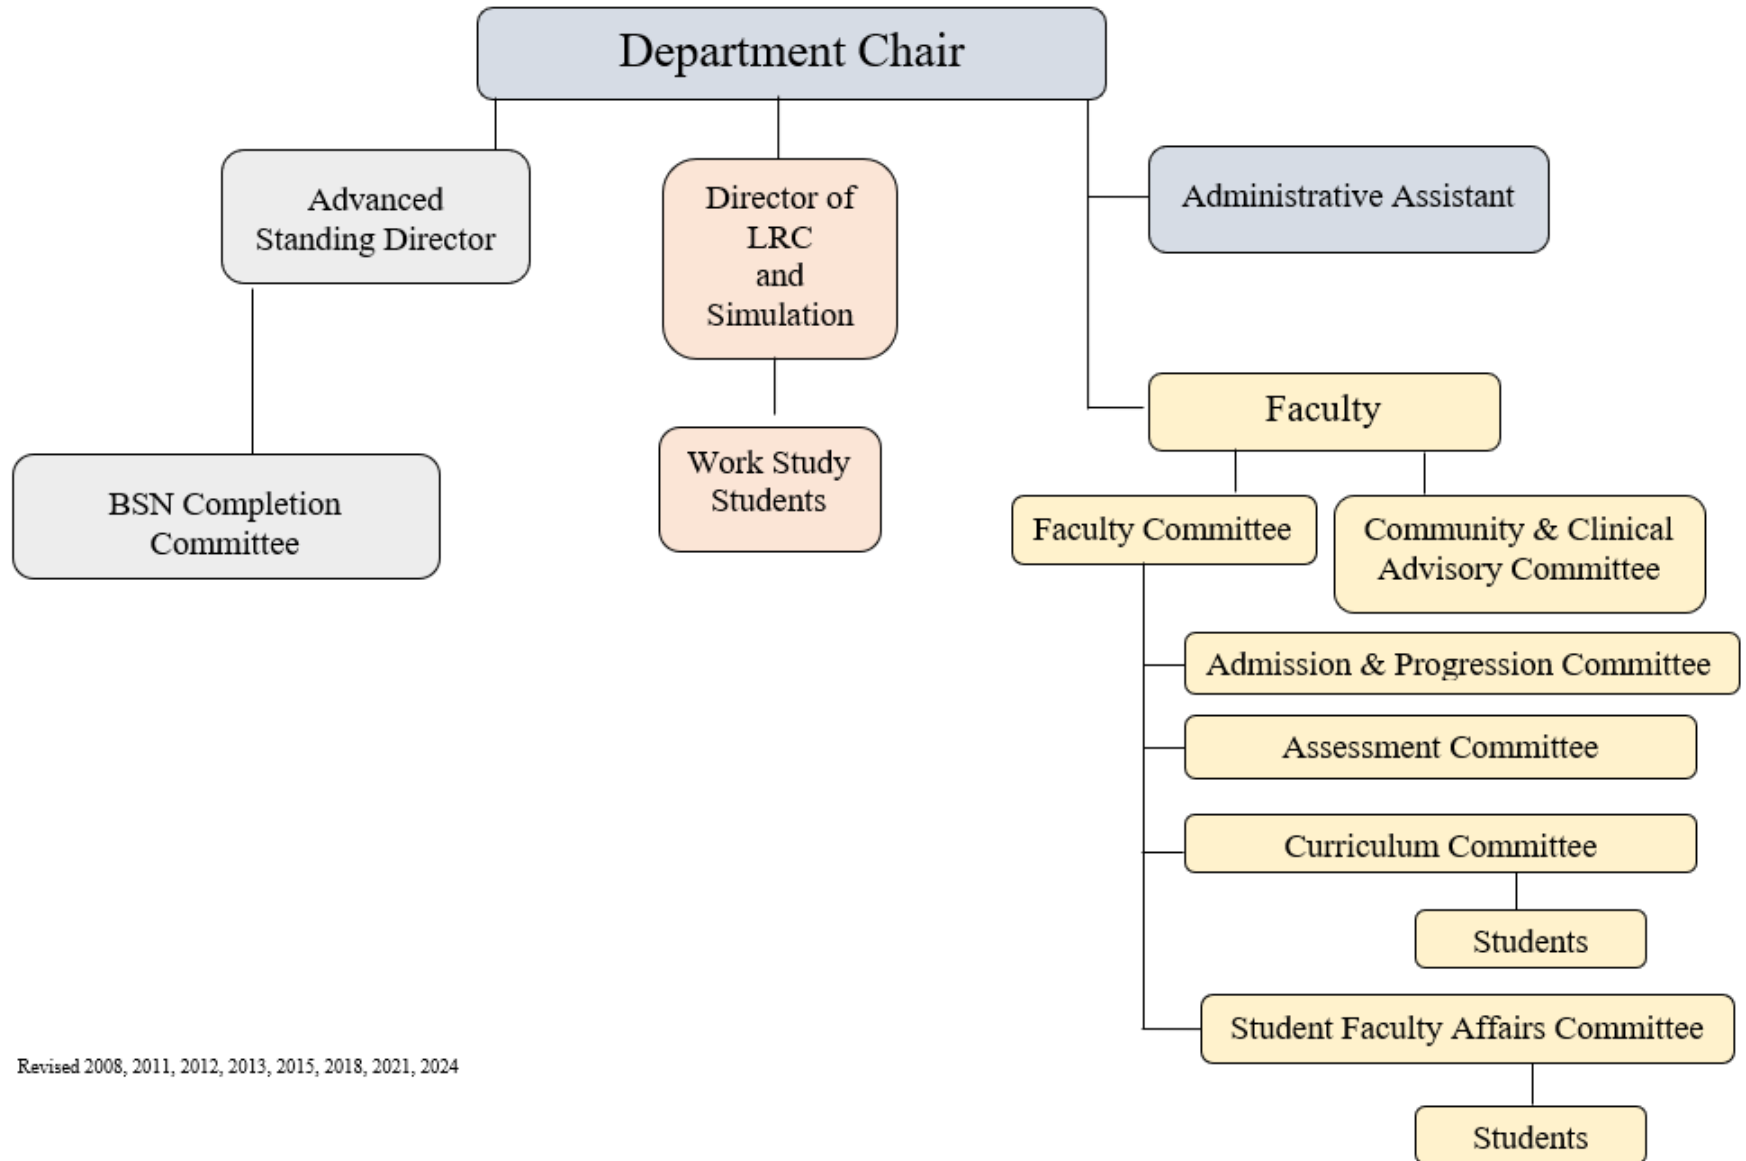 Department Chair
Advanced
Standing Director
Director of
LRC
and
Simulation
Administrative Assistant
BSN Completion
Committee
Work Study
Students
Faculty
Faculty Committee
Community & Clinical
Advisory Committee
Admission & Progression Committee
Assessment Committee
Curriculum Committee
Students
Student Faculty Affairs Committee
Students
Revised 2008, 2011, 2012, 2013, 2015, 2018, 2021, 2024